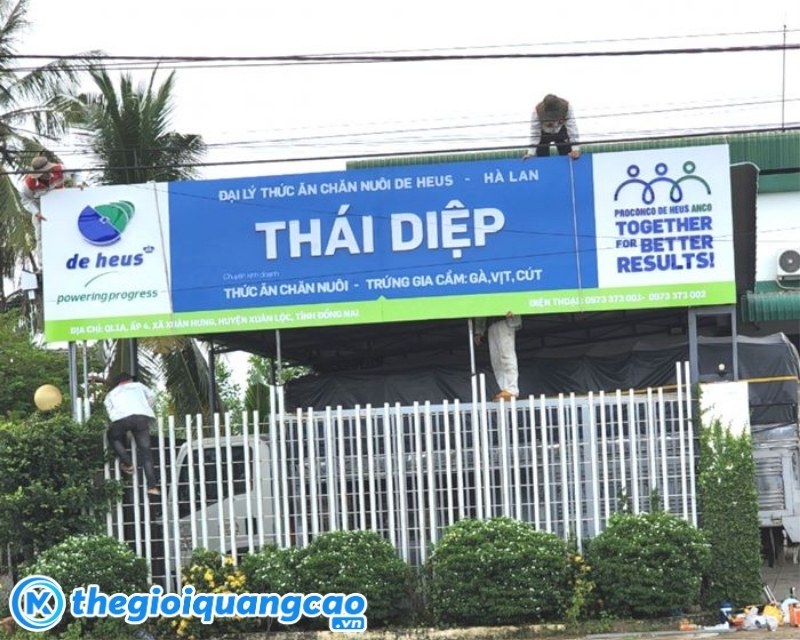 ĐẠI LÝ THỨC ĂN CHĂN NUÔI DE HEUS - HÀ LAN
THÁI DIỆP
Chuyên kinh doanh:
THỨC ĂN CHĂN NUÔI - TRỨNG GIA CẦM: GÀ, VỊT, CÚT
de heus
powering progress
PROCONCO DE HEUS ANCO
TOGETHER
FOR BETTER
RESULTS!
ĐỊA CHỈ: QL1A, ẤP 4, XÃ XUÂN HƯNG, HUYỆN XUÂN LỘC, TỈNH ĐỒNG NAI
ĐIỆN THOẠI: 0973 373 001 - 0973 373 002
thegioiquangcao
.vn